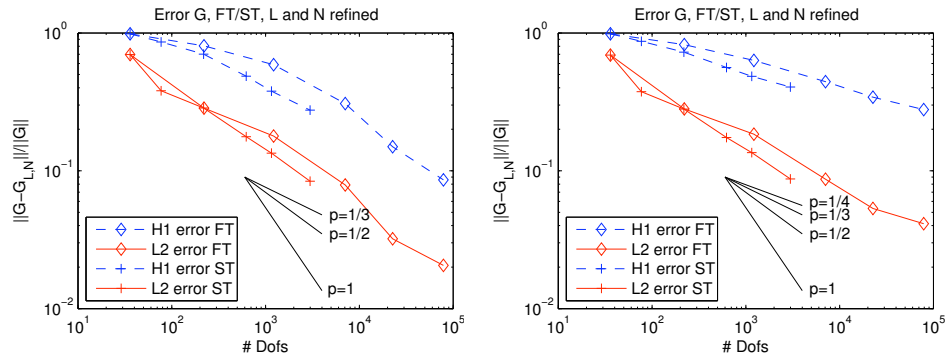 Error G, FT/ST, L and N refined
||G−G_{L,N}||/||G||
10^0
10^{−1}
10^{−2}
p=1/3
p=1/2
p=1
H1 error FT
L2 error FT
H1 error ST
L2 error ST
10^1
10^2
10^3
10^4
10^5
# Dofs
Error G, FT/ST, L and N refined
||G−G_{L,N}||/||G||
10^0
10^{−1}
10^{−2}
p=1/4
p=1/3
p=1/2
p=1
H1 error FT
L2 error FT
H1 error ST
L2 error ST
10^1
10^2
10^3
10^4
10^5
# Dofs